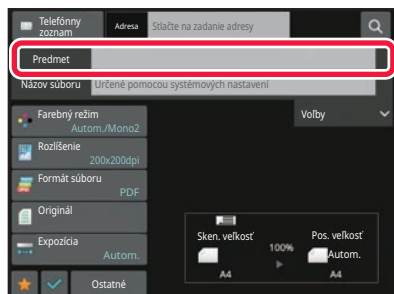 Telefónny zoznam
Adresa
Stlačte na zadanie adresy
Predmet
Názov súboru
Určené pomocou systémových nastavení
Farebný režim
Autom./Mono2
Voľby
Rozlíšenie
200x200dpi
Formát súboru
PDF
Originál
Expozícia
Autom.
Sken. veľkosť
100%
Pos. veľkosť
Autom.
A4
A4
Ostatné